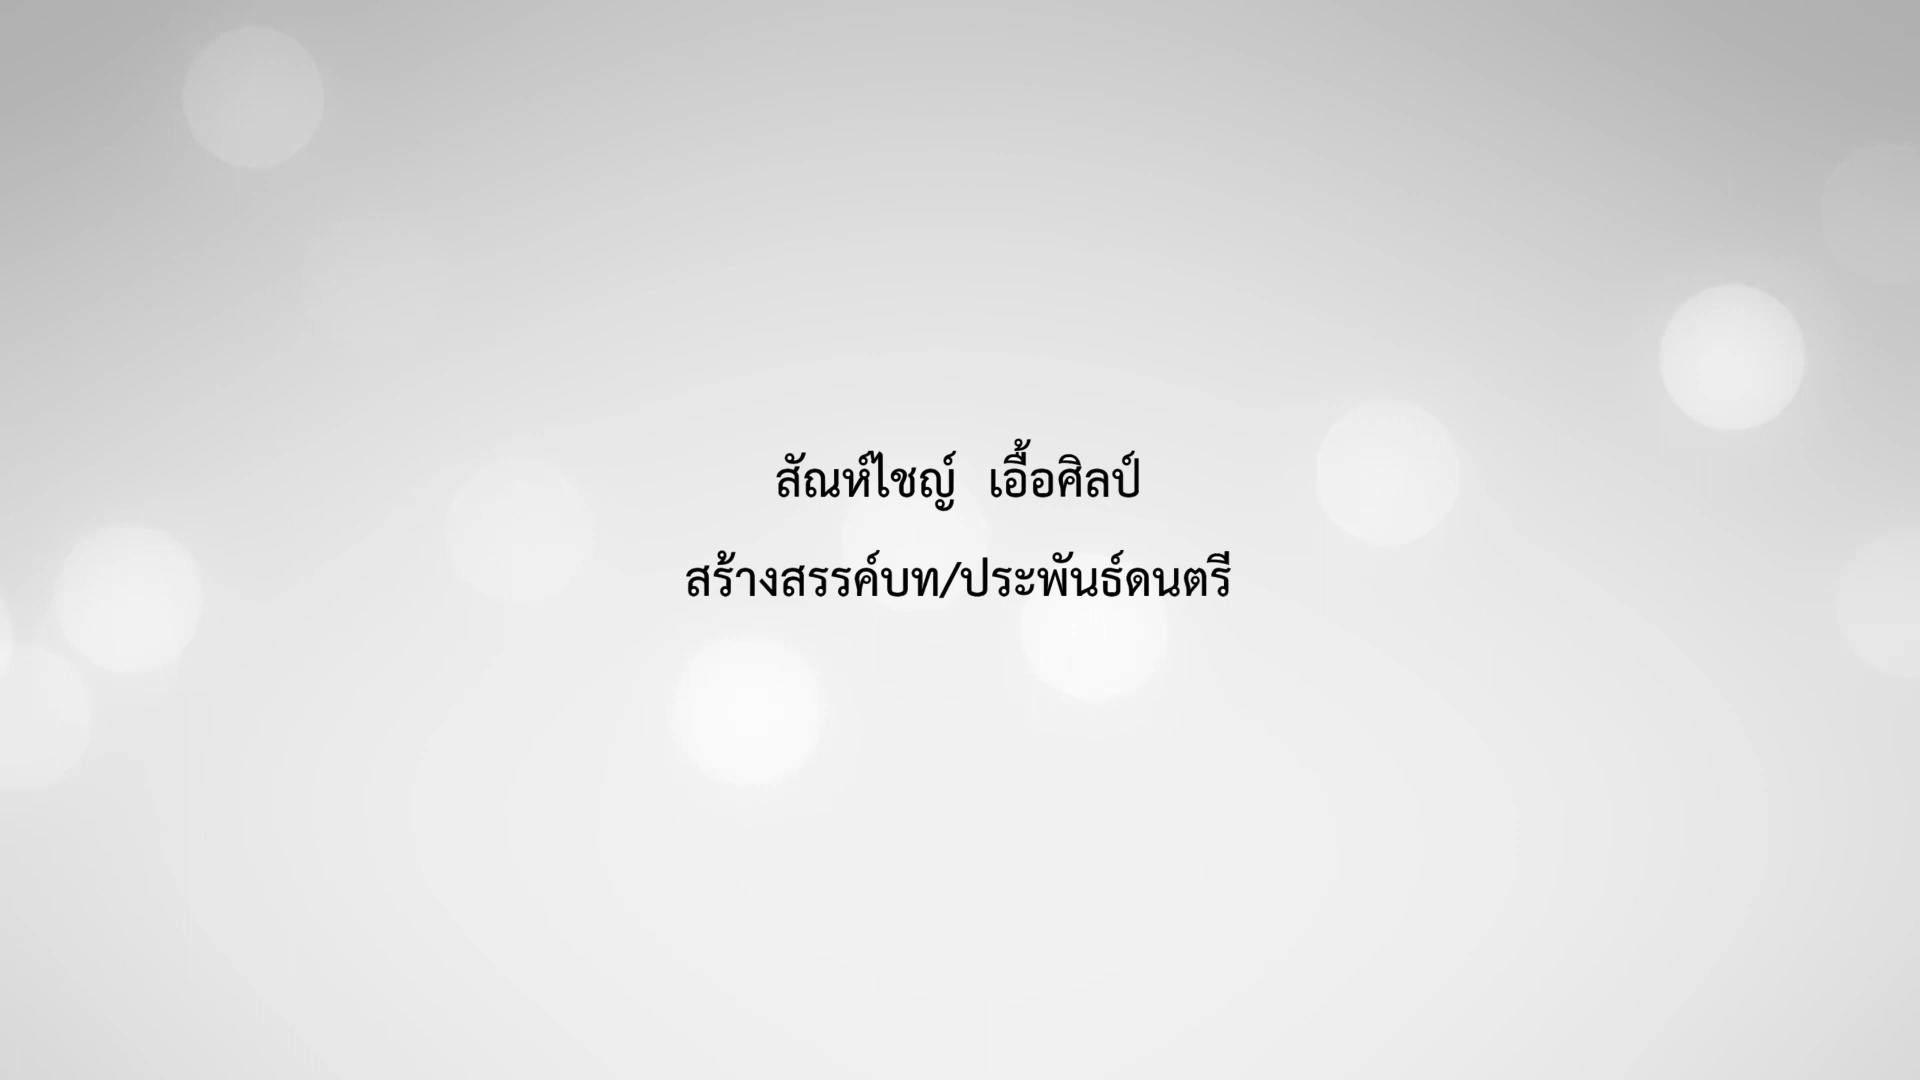 สัณห์ไชญ์ เอื้อศิลป์
สร้างสรรค์บท/ประพันธ์ดนตรี